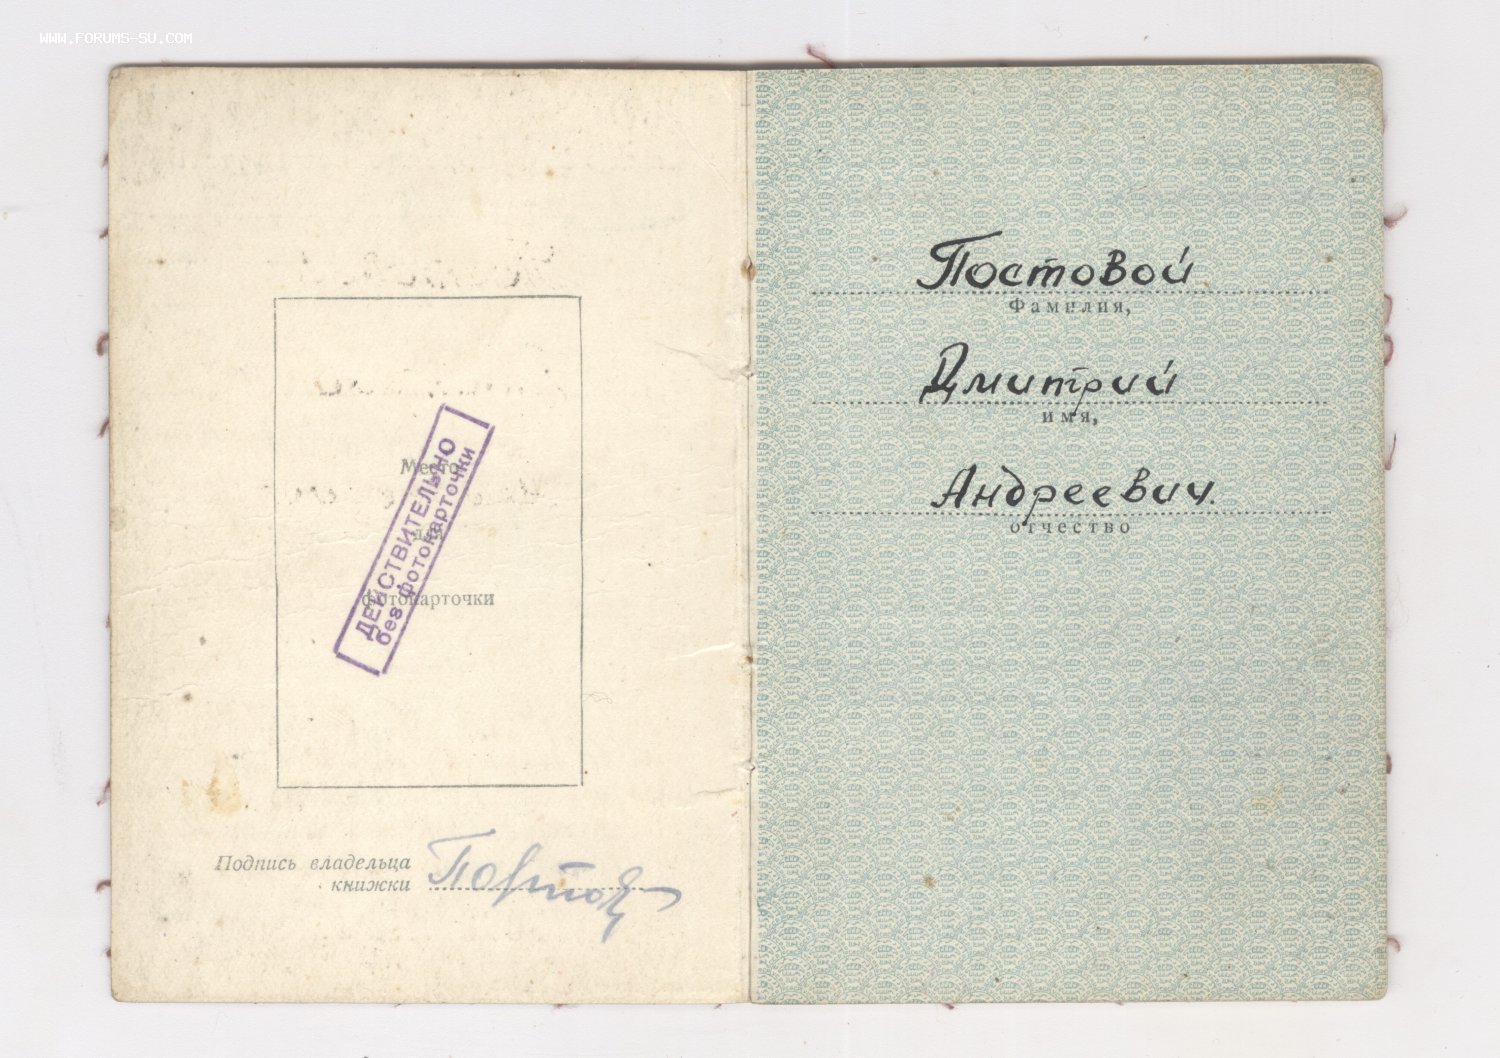 WWW.FORUMS-SU.COM
Место
для
фотокарточки
ДЕЙСТВИТЕЛЬНО
без фотокарточки
Подпись владельца
книжки
Постовой
Фамилия,
Дмитрий
имя,
Андреевич.
отчество